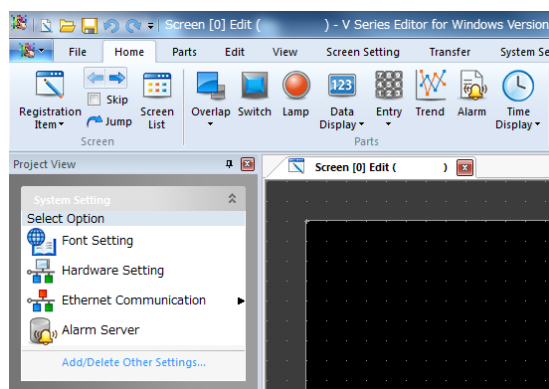 Screen [0] Edit ( ) - V Series Editor for Windows Version
File Home Parts Edit View Screen Setting Transfer System Se
Registration Item
Skip
Jump
Screen List
Overlap
Switch
Lamp
123
Data Display
Entry
Trend
Alarm
Time Display
Screen
Parts
Project View
Screen [0] Edit ( )
System Setting
Select Option
Font Setting
Hardware Setting
Ethernet Communication
Alarm Server
Add/Delete Other Settings...